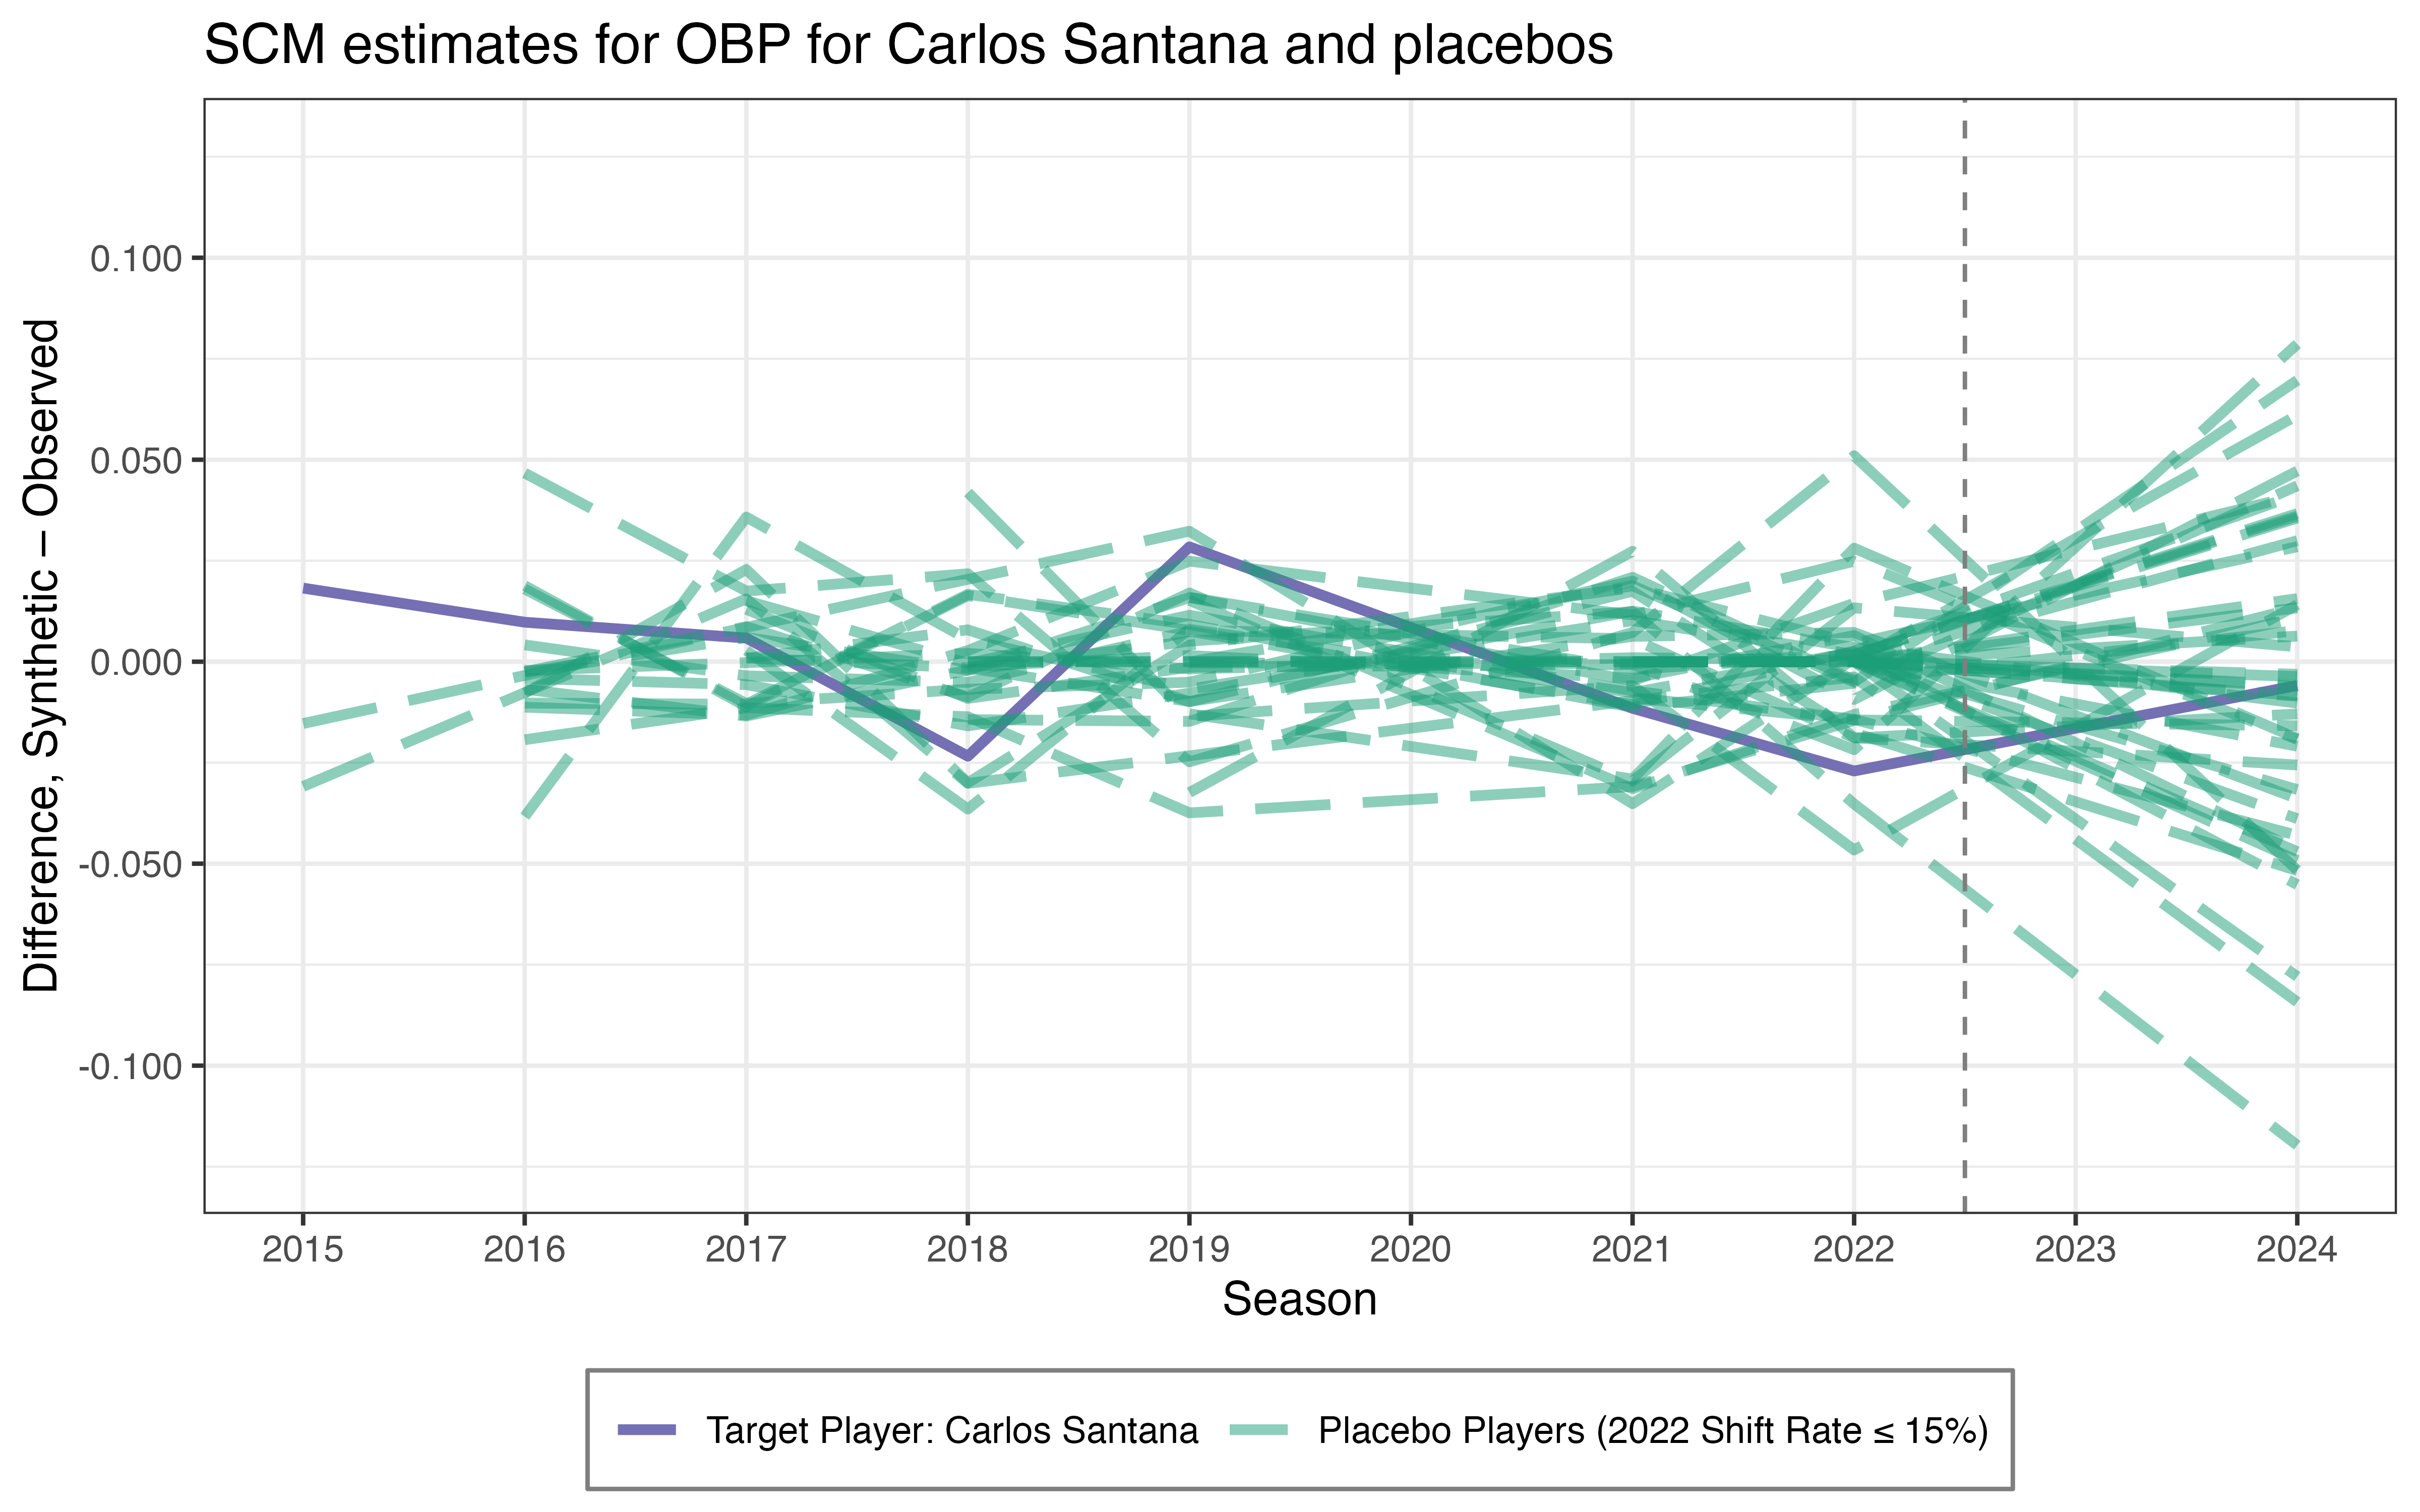 SCM estimates for OBP for Carlos Santana and placebos
Difference, Synthetic − Observed
0.100
0.050
0.000
-0.050
-0.100
2015 2016 2017 2018 2019 2020 2021 2022 2023 2024
Season
Target Player: Carlos Santana Placebo Players (2022 Shift Rate ≤ 15%)